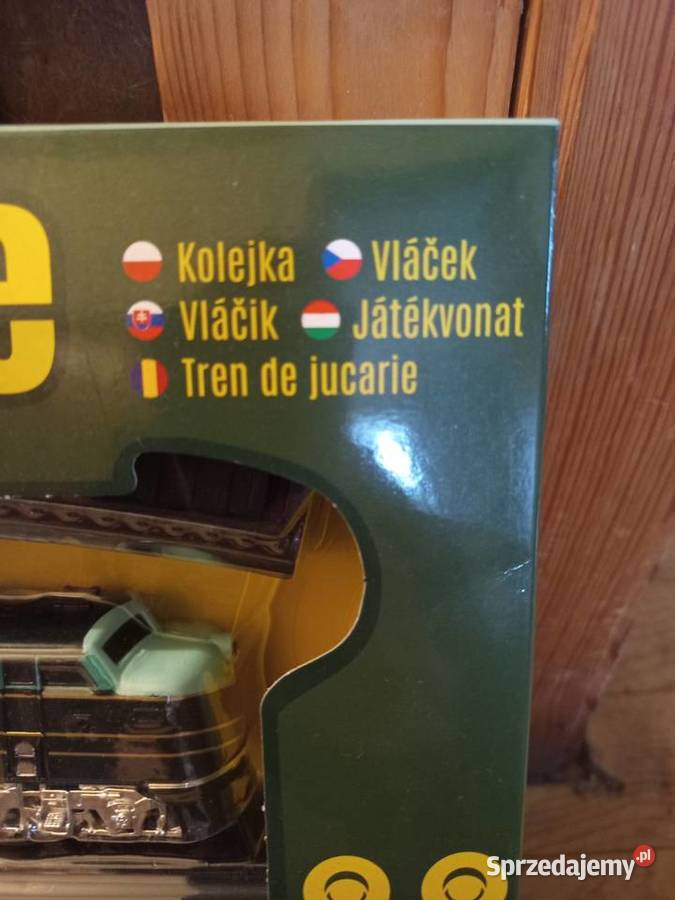 e
Kolejka Vláček
Vláčik Játékvonat
Tren de jucarie
Sprzedajemy.pl